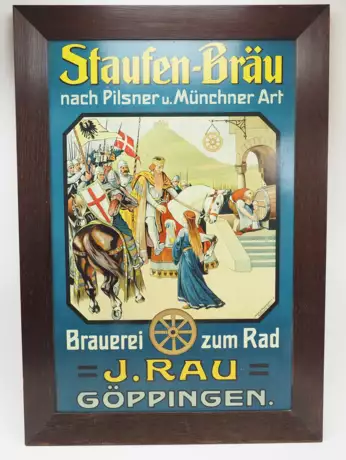 Staufen-Bräu
nach Pilsner u. Münchner Art
Brauerei zum Rad
= J. RAU =
GÖPPINGEN.